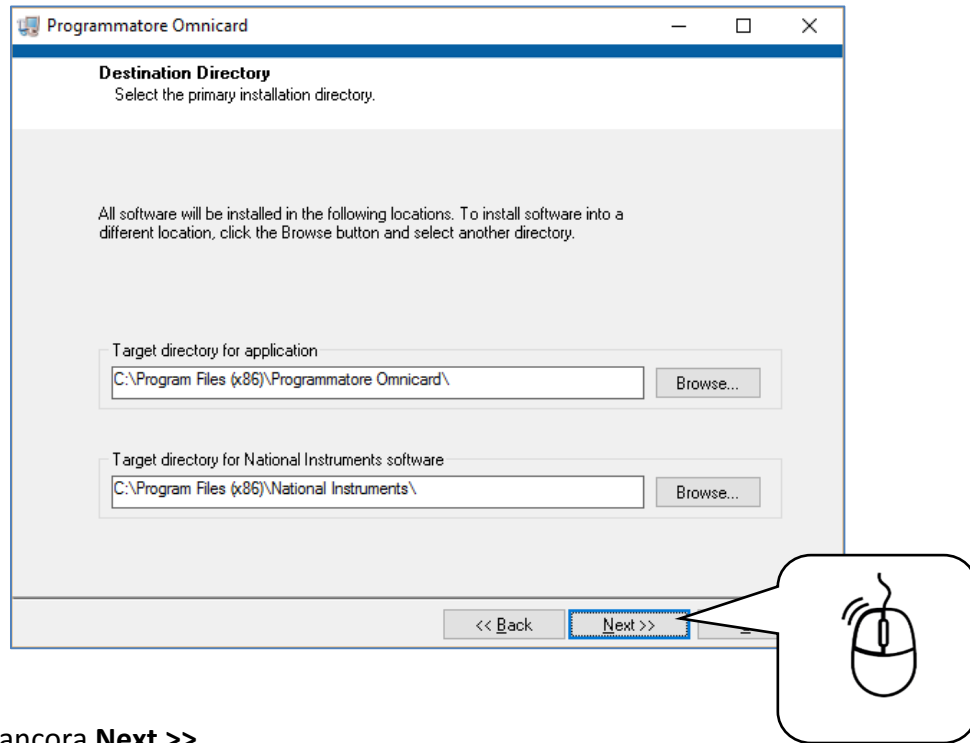 Programmatore Omnicard
Destination Directory
Select the primary installation directory.
All software will be installed in the following locations. To install software into a
different location, click the Browse button and select another directory.
Target directory for application
C:\Program Files (x86)\Programmatore Omnicard\
Browse...
Target directory for National Instruments software
C:\Program Files (x86)\National Instruments\
Browse...
<< Back
Next >>
ancora Next >>